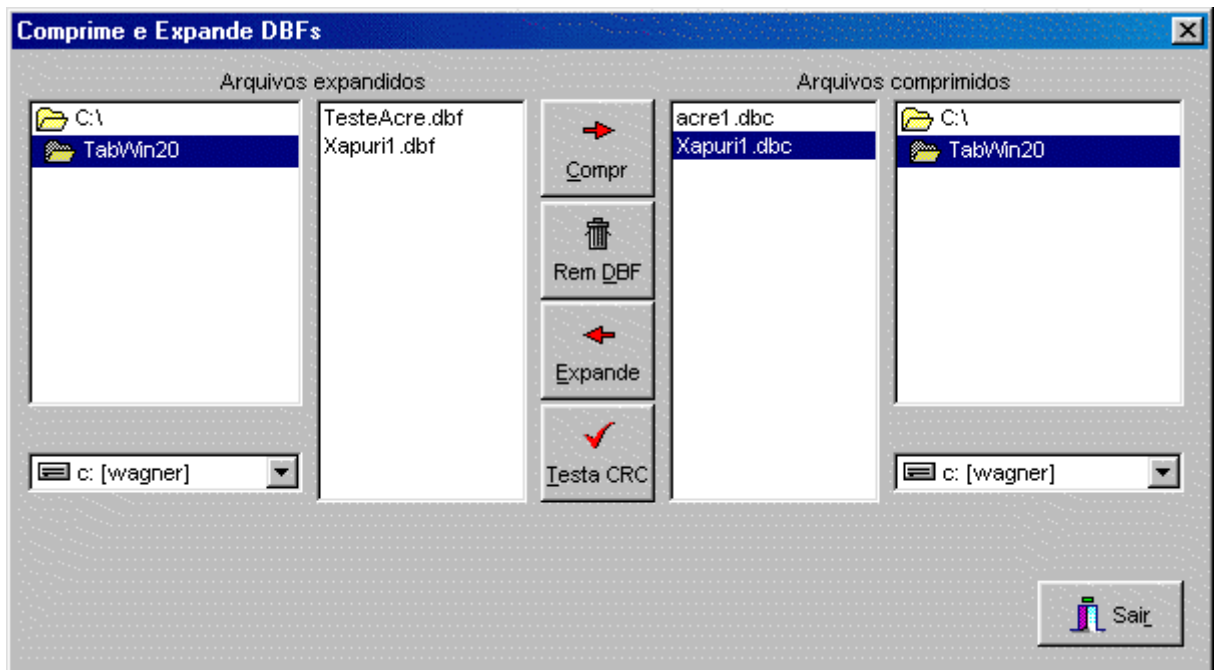 Comprime e Expande DBFs
Arquivos expandidos
Arquivos comprimidos
C:\
TabWin20
TesteAcre.dbf
Xapuri1.dbf
Compr
Rem DBF
Expande
Testa CRC
acre1.dbc
Xapuri1.dbc
C:\
TabWin20
c: [wagner]
c: [wagner]
Sair